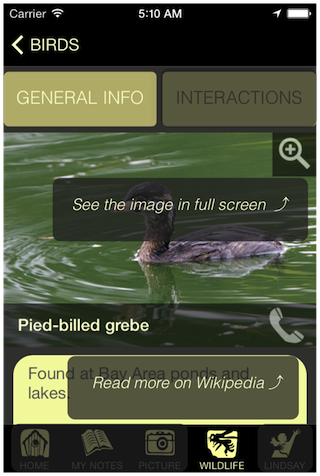 Carrier 5:10 AM
BIRDS
GENERAL INFO INTERACTIONS
See the image in full screen
Pied-billed grebe
Found at Bay Area ponds and
lakes.
Read more on Wikipedia
HOME MY NOTES PICTURE WILDLIFE LINDSAY